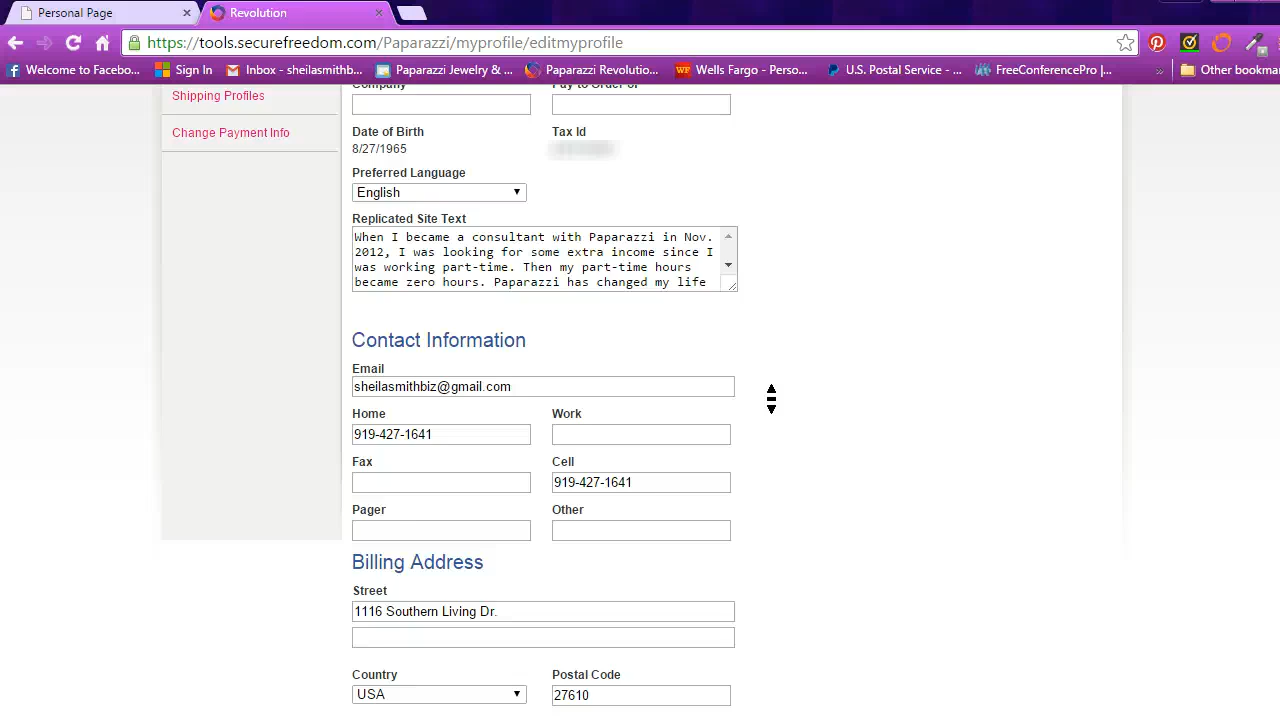 Personal Page
Revolution
https://tools.securefreedom.com/Paparazzi/myprofile/editmyprofile
Welcome to Facebo...
Sign In
Inbox - sheilasmithb...
Paparazzi Jewelry & ...
Paparazzi Revolutio...
Wells Fargo - Perso...
U.S. Postal Service - ...
FreeConferencePro |...
»
Other bookma
Shipping Profiles
Change Payment Info
Company
Pay to Order of
Date of Birth
Tax Id
8/27/1965
Preferred Language
English
Replicated Site Text
When I became a consultant with Paparazzi in Nov.
2012, I was looking for some extra income since I
was working part-time. Then my part-time hours
became zero hours. Paparazzi has changed my life
Contact Information
Email
sheilasmithbiz@gmail.com
Home
Work
919-427-1641
Fax
Cell
919-427-1641
Pager
Other
Billing Address
Street
1116 Southern Living Dr.
Country
Postal Code
USA
27610